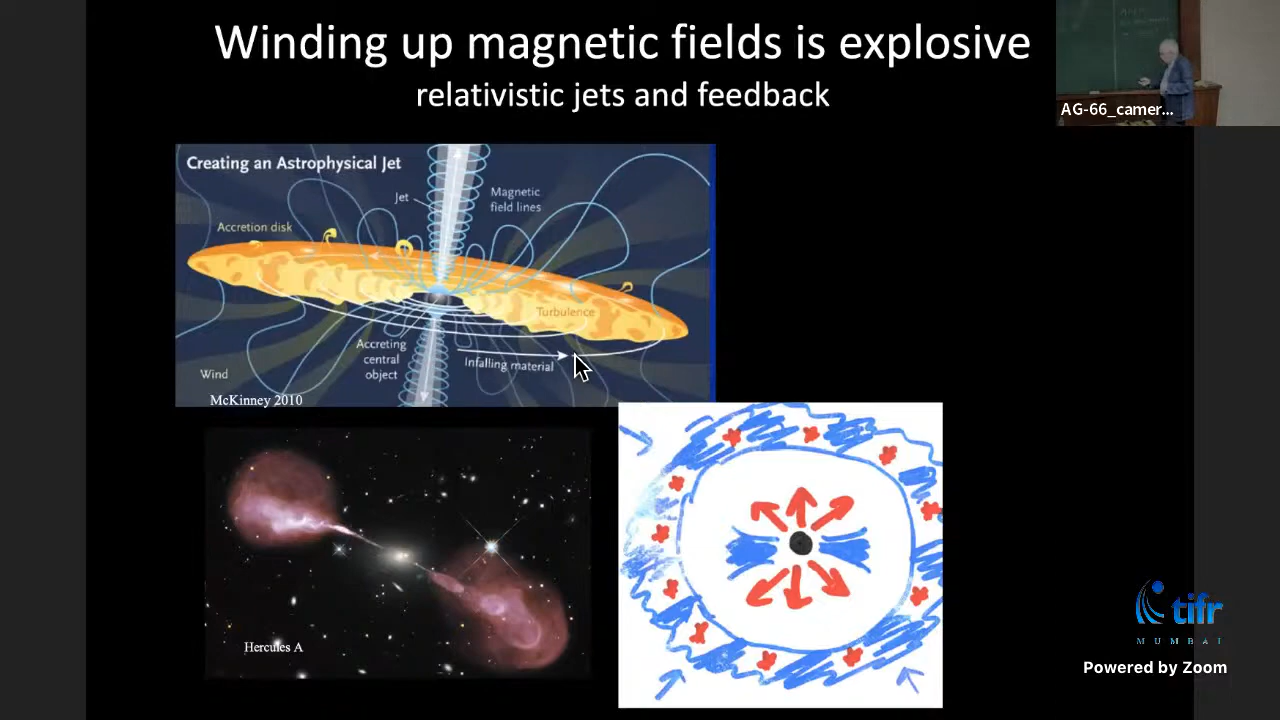 Winding up magnetic fields is explosive
relativistic jets and feedback
AG-66_camer...
Creating an Astrophysical Jet
Jet
Magnetic
field lines
Accretion disk
Turbulence
Accreting
central
object
Infalling material
Wind
McKinney 2010
Hercules A
tifr
MUMBAI
Powered by Zoom